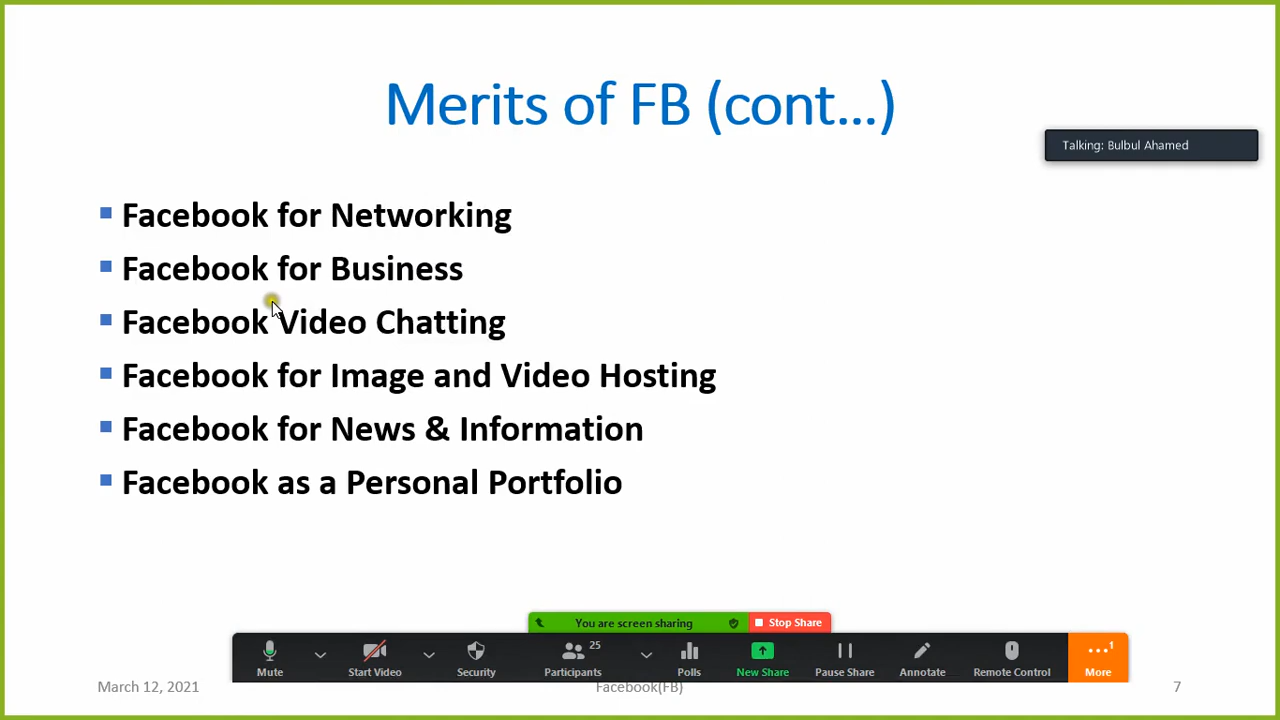 Merits of FB (cont...)
Talking: Bulbul Ahamed
Facebook for Networking
Facebook for Business
Facebook Video Chatting
Facebook for Image and Video Hosting
Facebook for News & Information
Facebook as a Personal Portfolio
You are screen sharing
Stop Share
Mute
Start Video
Security
Participants 25
Polls
New Share
Pause Share
Annotate
Remote Control
More 1
March 12, 2021
Facebook(FB)
7